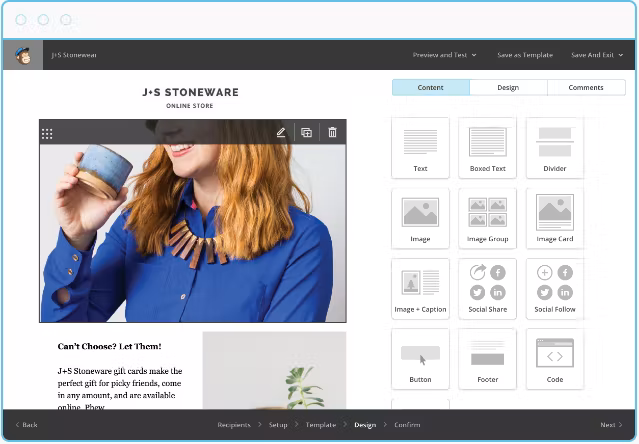 J+S Stonewear
Preview and Test
Save as Template
Save And Exit
J+S STONEWARE
ONLINE STORE
Content
Design
Comments
Text
Boxed Text
Divider
Image
Image Group
Image Card
Image + Caption
Social Share
Social Follow
Button
Footer
Code
Can't Choose? Let Them!
J+S Stoneware gift cards make the
perfect gift for picky friends, come
in any amount, and are available
online. Phew.
Back
Recipients
Setup
Template
Design
Confirm
Next